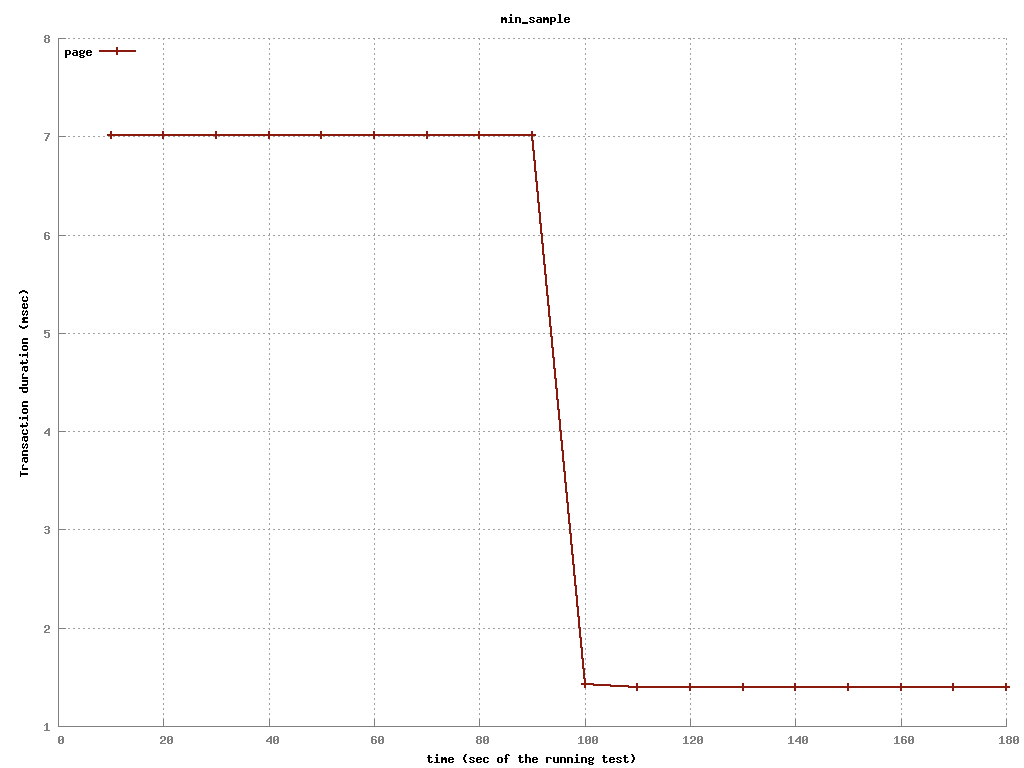 min_sample
page
8
7
6
5
4
3
2
1
Transaction duration (msec)
0 20 40 60 80 100 120 140 160 180
time (sec of the running test)